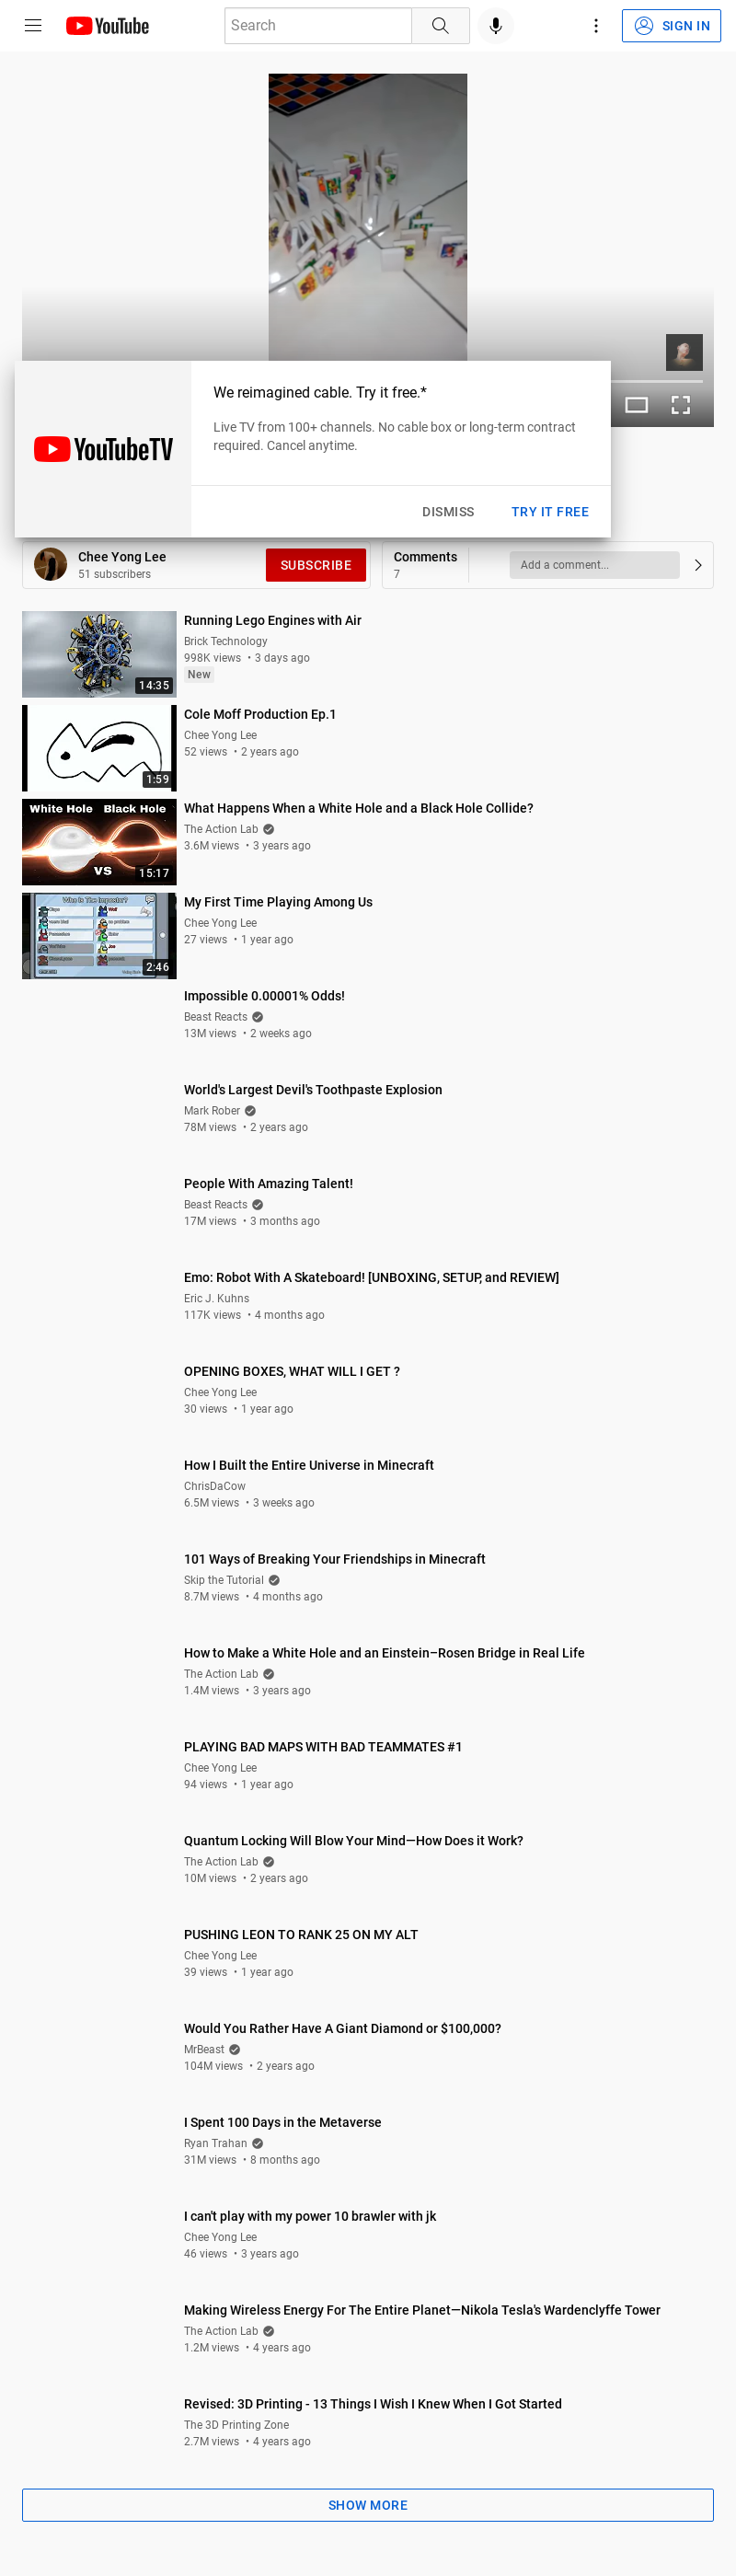 YouTube
Search
SIGN IN
We reimagined cable. Try it free.*
Live TV from 100+ channels. No cable box or long-term contract
required. Cancel anytime.
YouTubeTV
DISMISS
TRY IT FREE
Chee Yong Lee
51 subscribers
SUBSCRIBE
Comments
7
Add a comment...
Running Lego Engines with Air
Brick Technology
998K views • 3 days ago
New
14:35
Cole Moff Production Ep.1
Chee Yong Lee
52 views • 2 years ago
1:59
White Hole Black Hole
VS
15:17
What Happens When a White Hole and a Black Hole Collide?
The Action Lab
3.6M views • 3 years ago
Who Is The Impostor?
2:46
My First Time Playing Among Us
Chee Yong Lee
27 views • 1 year ago
Impossible 0.00001% Odds!
Beast Reacts
13M views • 2 weeks ago
World's Largest Devil's Toothpaste Explosion
Mark Rober
78M views • 2 years ago
People With Amazing Talent!
Beast Reacts
17M views • 3 months ago
Emo: Robot With A Skateboard! [UNBOXING, SETUP, and REVIEW]
Eric J. Kuhns
117K views • 4 months ago
OPENING BOXES, WHAT WILL I GET ?
Chee Yong Lee
30 views • 1 year ago
How I Built the Entire Universe in Minecraft
ChrisDaCow
6.5M views • 3 weeks ago
101 Ways of Breaking Your Friendships in Minecraft
Skip the Tutorial
8.7M views • 4 months ago
How to Make a White Hole and an Einstein–Rosen Bridge in Real Life
The Action Lab
1.4M views • 3 years ago
PLAYING BAD MAPS WITH BAD TEAMMATES #1
Chee Yong Lee
94 views • 1 year ago
Quantum Locking Will Blow Your Mind—How Does it Work?
The Action Lab
10M views • 2 years ago
PUSHING LEON TO RANK 25 ON MY ALT
Chee Yong Lee
39 views • 1 year ago
Would You Rather Have A Giant Diamond or $100,000?
MrBeast
104M views • 2 years ago
I Spent 100 Days in the Metaverse
Ryan Trahan
31M views • 8 months ago
I can't play with my power 10 brawler with jk
Chee Yong Lee
46 views • 3 years ago
Making Wireless Energy For The Entire Planet—Nikola Tesla's Wardenclyffe Tower
The Action Lab
1.2M views • 4 years ago
Revised: 3D Printing - 13 Things I Wish I Knew When I Got Started
The 3D Printing Zone
2.7M views • 4 years ago
SHOW MORE